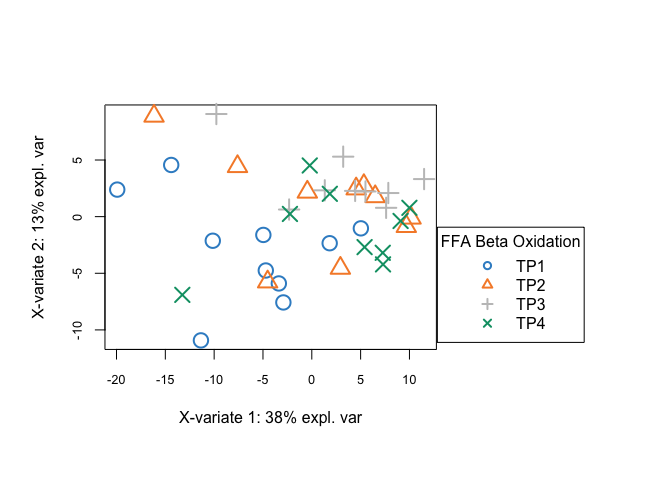 X-variate 2: 13% expl. var
5
0
-5
-10
-20 -15 -10 -5 0 5 10
X-variate 1: 38% expl. var
FFA Beta Oxidation
TP1
TP2
TP3
TP4